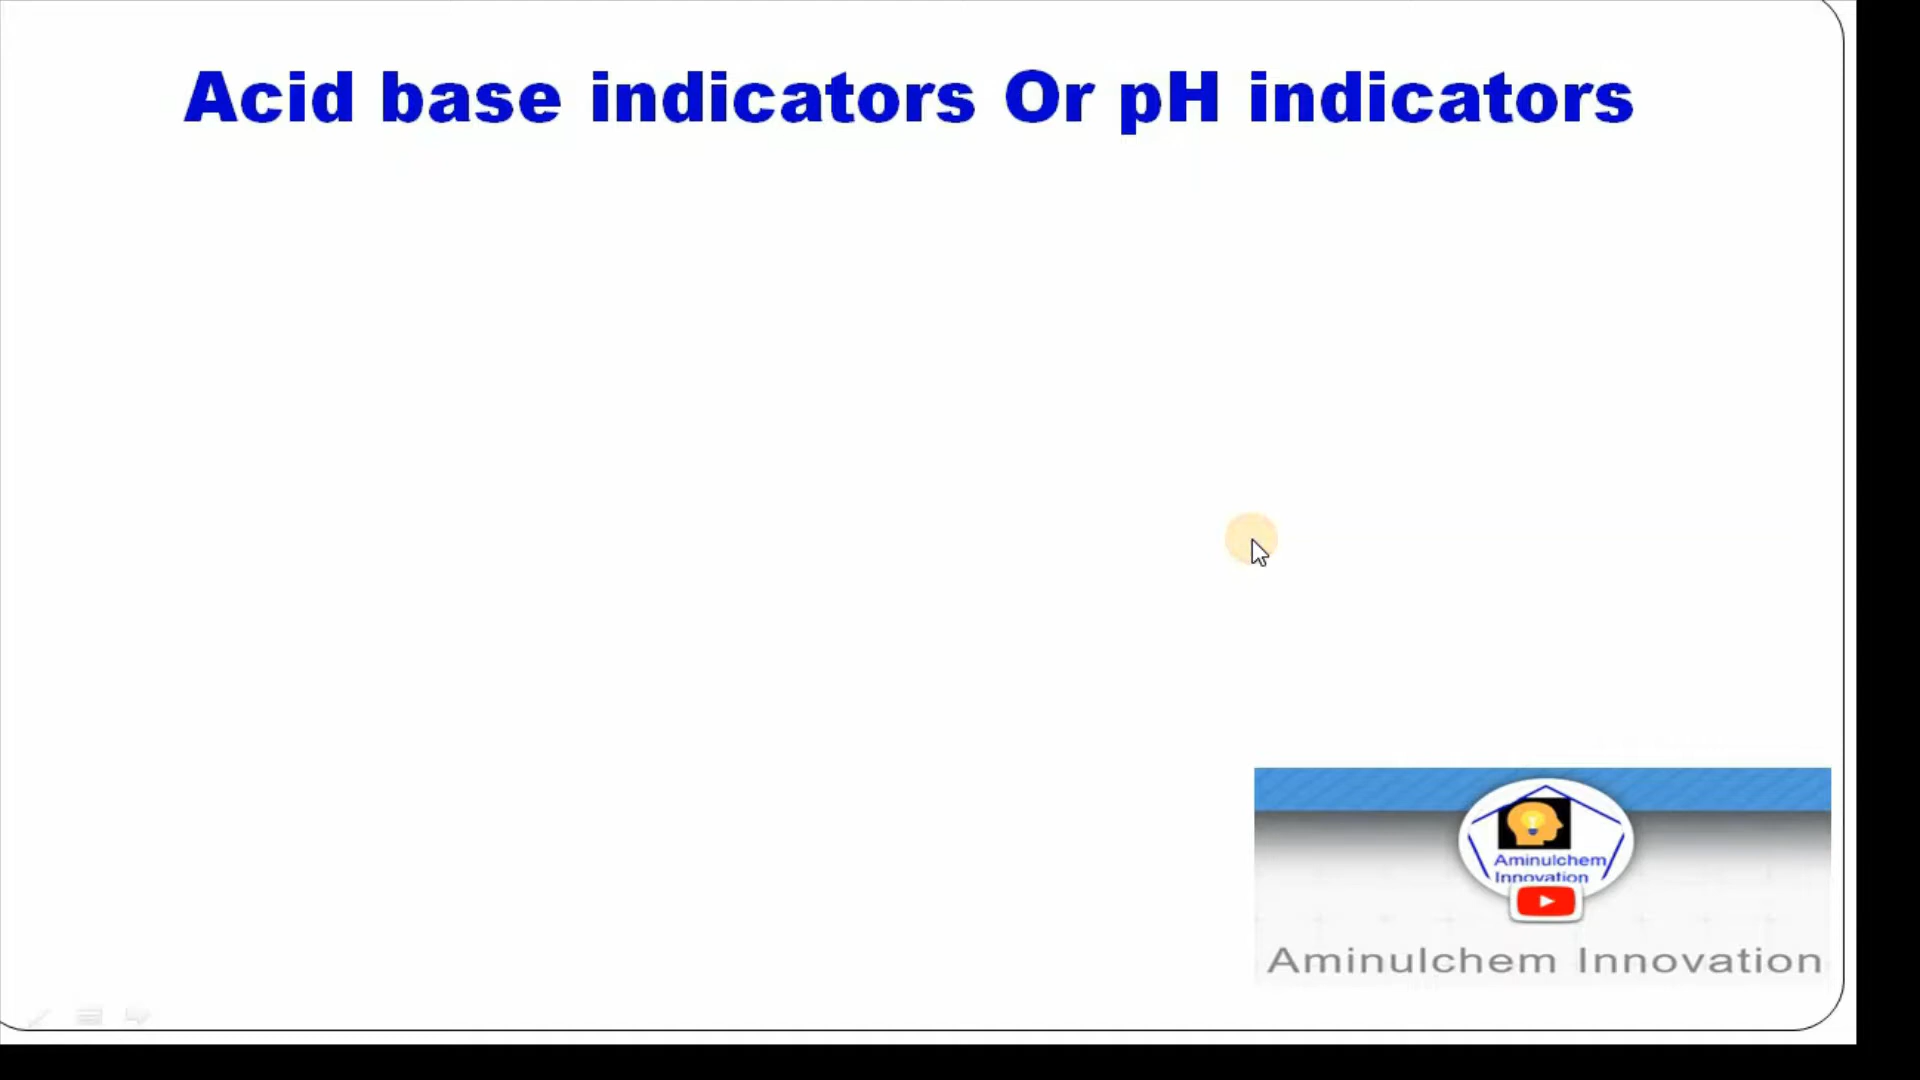 Acid base indicators Or pH indicators
Aminulchem
Innovation
Aminulchem Innovation